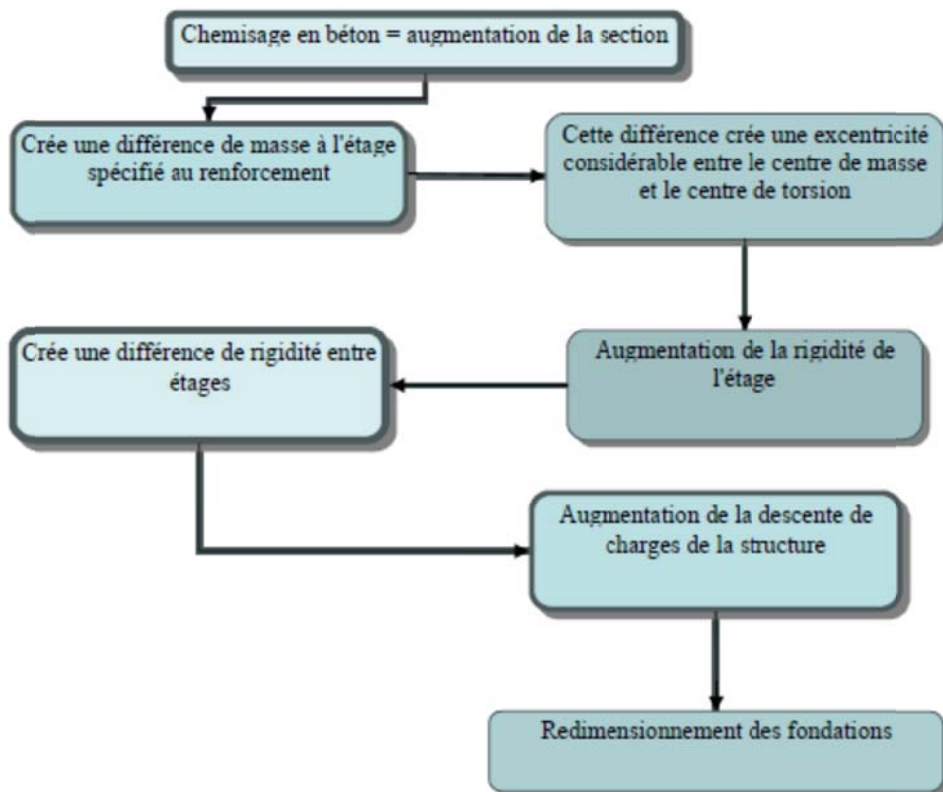 Chemisage en béton = augmentation de la section
Crée une différence de masse à l'étage
spécifié au renforcement
Cette différence crée une excentricité
considérable entre le centre de masse
et le centre de torsion
Augmentation de la rigidité de
l'étage
Crée une différence de rigidité entre
étages
Augmentation de la descente de
charges de la structure
Redimensionnement des fondations